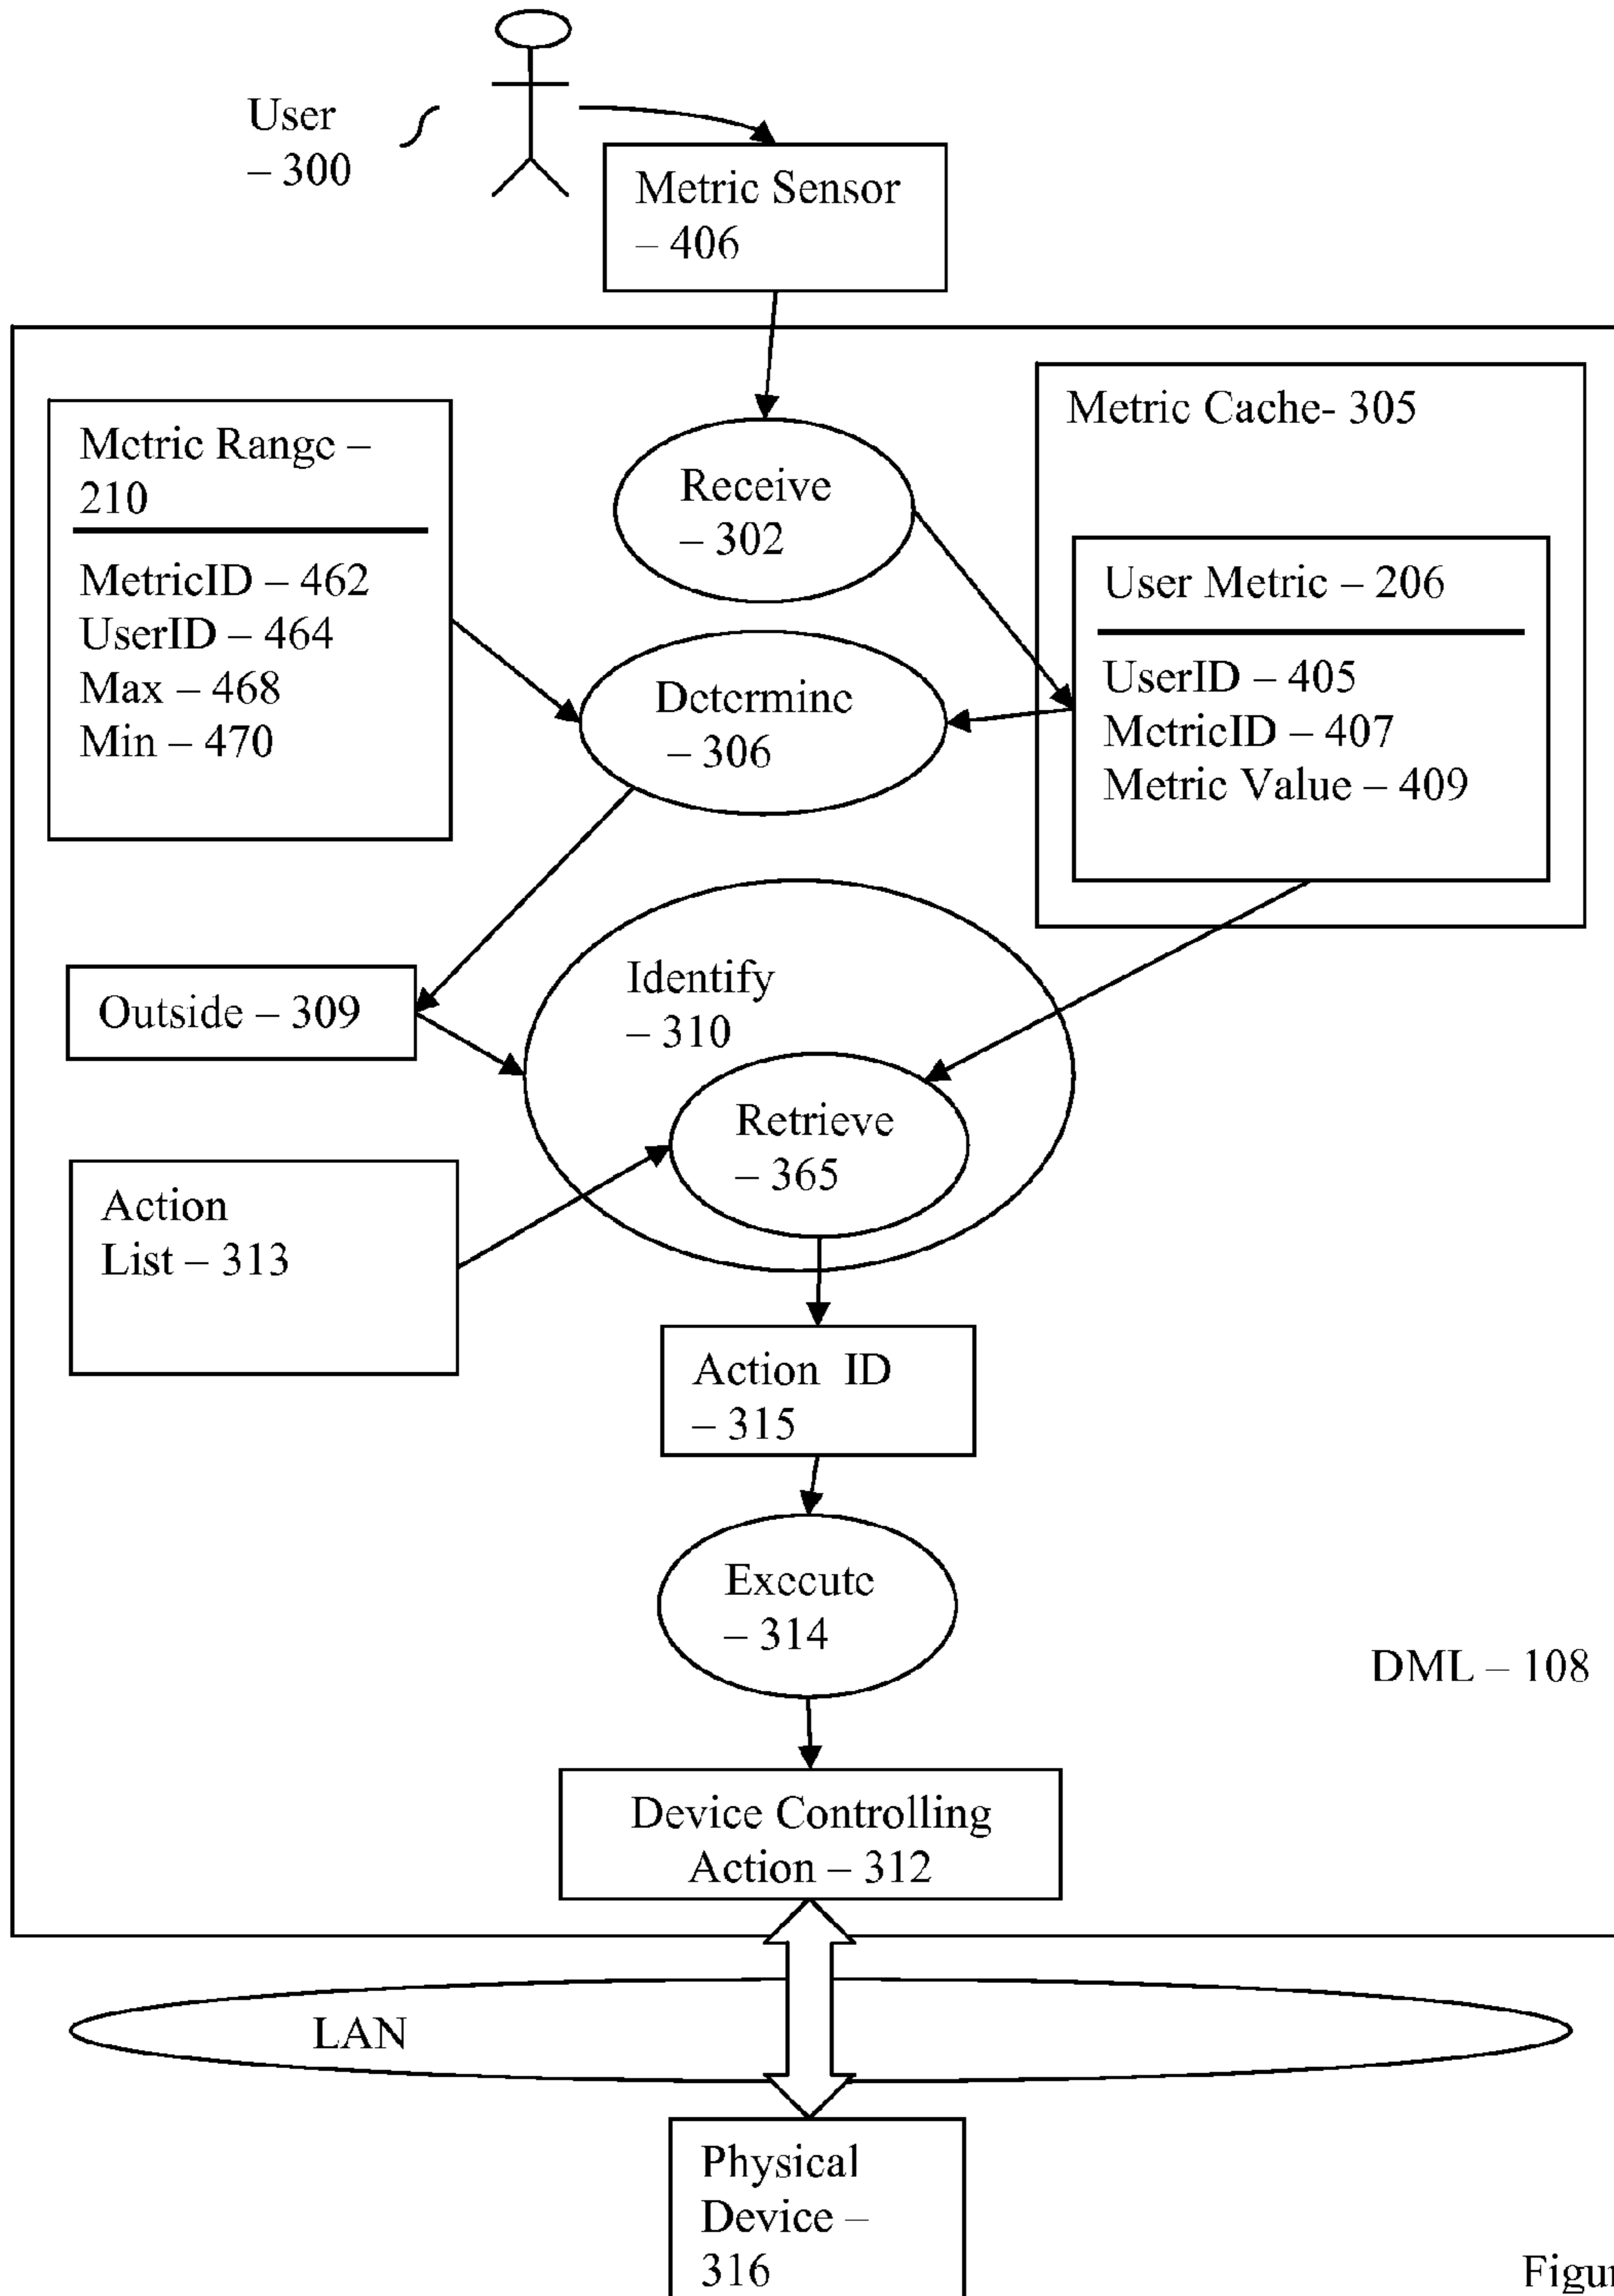 User
– 300
Metric Sensor
– 406
Metric Range –
210
MetricID – 462
UserID – 464
Max – 468
Min – 470
Receive
– 302
Metric Cache- 305
User Metric – 206
UserID – 405
MetricID – 407
Metric Value – 409
Determine
– 306
Outside – 309
Identify
– 310
Retrieve
– 365
Action
List – 313
Action ID
– 315
Execute
– 314
DML – 108
Device Controlling
Action – 312
LAN
Physical
Device –
316
Figur